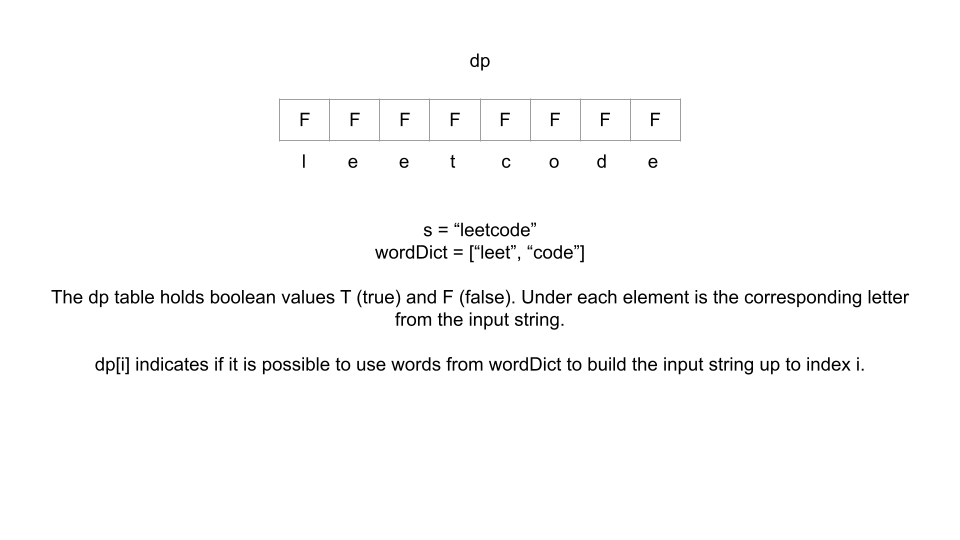 dp
F F F F F F F F
l e e t c o d e
s = “leetcode”
wordDict = [“leet”, “code”]
The dp table holds boolean values T (true) and F (false). Under each element is the corresponding letter
from the input string.
dp[i] indicates if it is possible to use words from wordDict to build the input string up to index i.